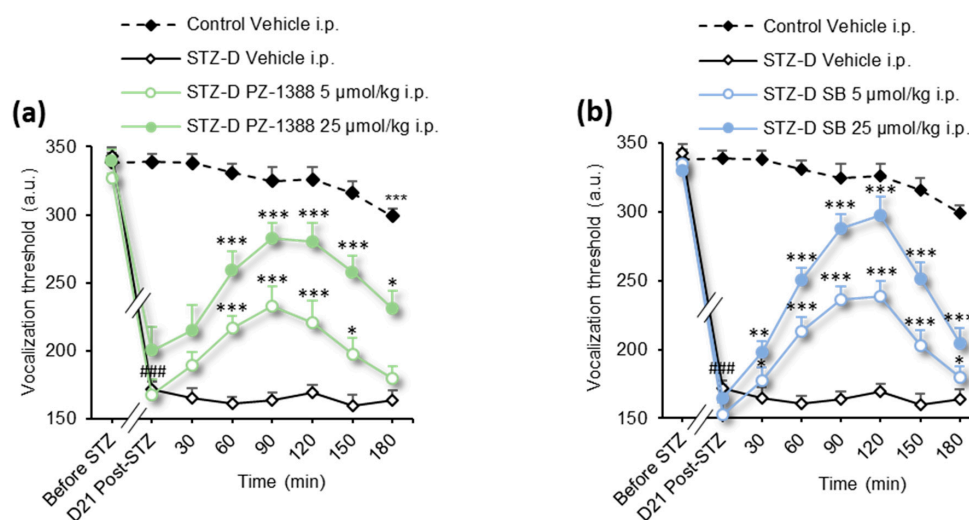 Control Vehicle i.p.
STZ-D Vehicle i.p.
STZ-D PZ-1388 5 µmol/kg i.p.
STZ-D PZ-1388 25 µmol/kg i.p.
(a)
Vocalization threshold (a.u.)
350
300
250
200
150
***
*** ***
*** ***
*
***
*** ***
*
###
Before STZ
D21 Post-STZ
30
60
90
120
150
180
Time (min)
Control Vehicle i.p.
STZ-D Vehicle i.p.
STZ-D SB 5 µmol/kg i.p.
STZ-D SB 25 µmol/kg i.p.
(b)
Vocalization threshold (a.u.)
350
300
250
200
150
***
***
*** ***
*** ***
***
** *** ***
* *
###
Before STZ
D21 Post-STZ
30
60
90
120
150
180
Time (min)